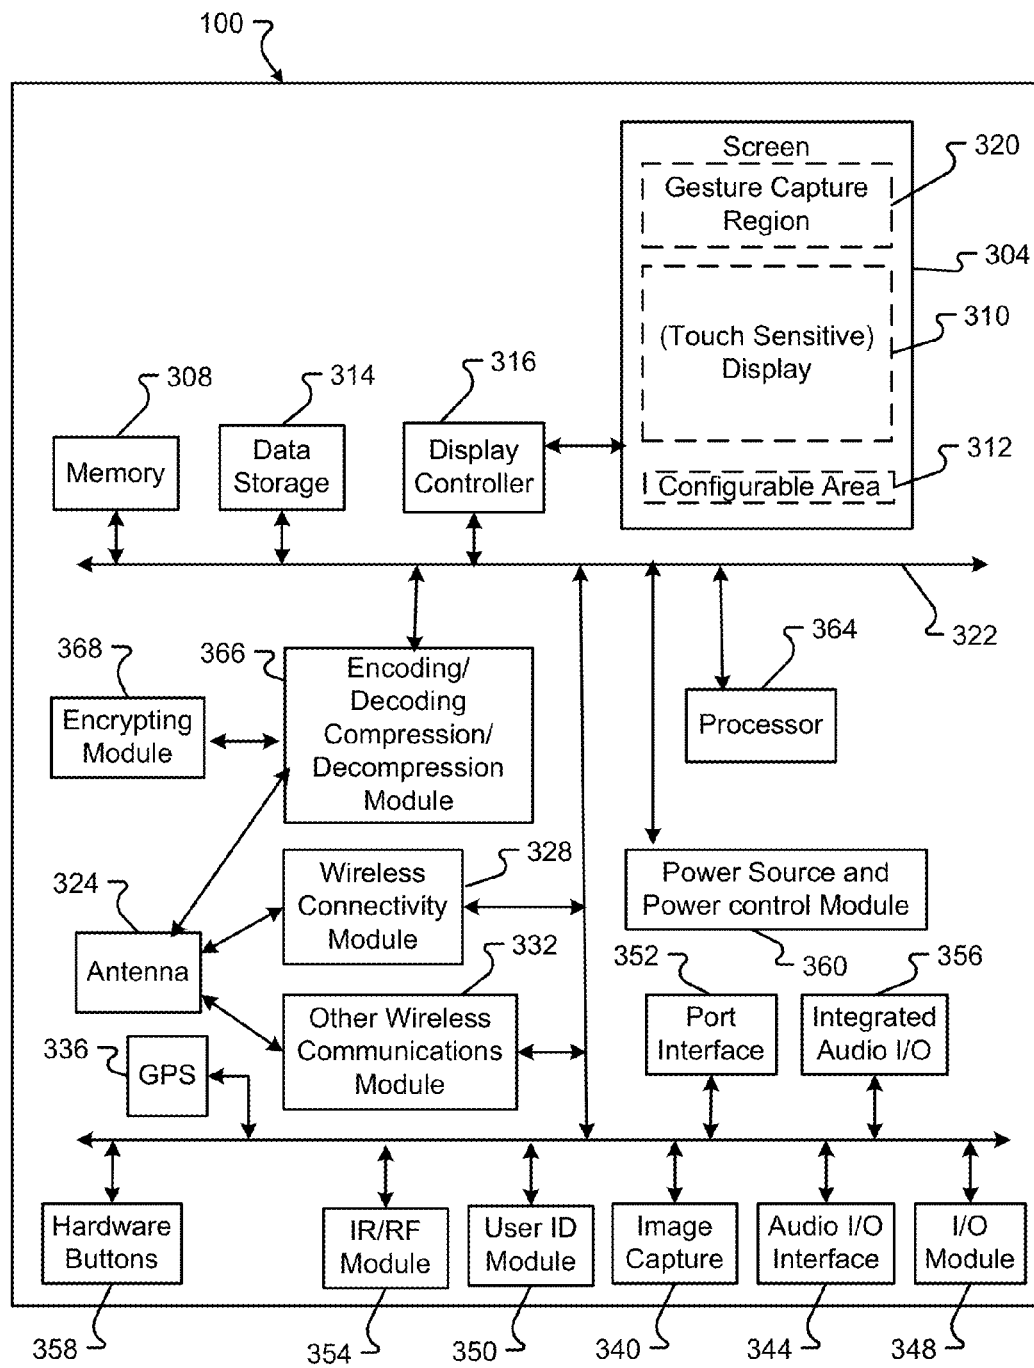 100
Screen
320
Gesture Capture
Region
304
310
(Touch Sensitive)
Display
308
314
316
312
Memory
Data
Storage
Display
Controller
Configurable Area
322
368
366
364
Encoding/
Decoding
Compression/
Decompression
Module
Encrypting
Module
Processor
328
Wireless
Connectivity
Module
324
Power Source and
Power control Module
332
352
360
356
Antenna
Other Wireless
Communications
Module
Port
Interface
Integrated
Audio I/O
336
GPS
Hardware
Buttons
IR/RF
Module
User ID
Module
Image
Capture
Audio I/O
Interface
I/O
Module
358
354
350
340
344
348